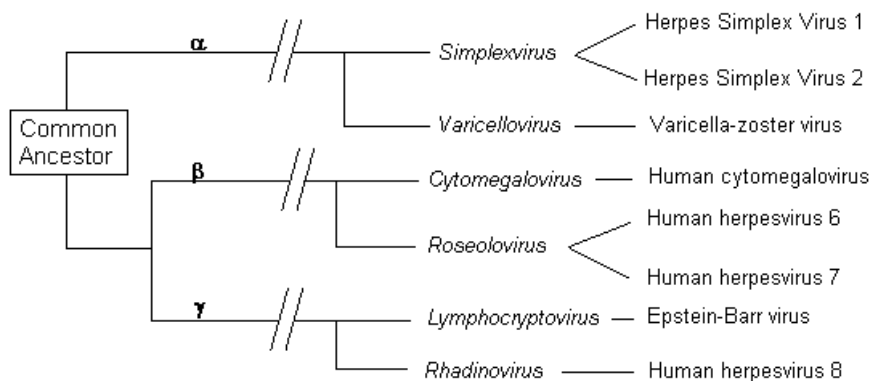 α
Simplexvirus
Herpes Simplex Virus 1
Herpes Simplex Virus 2
Common
Ancestor
Varicellovirus
Varicella-zoster virus
β
Cytomegalovirus
Human cytomegalovirus
Roseolovirus
Human herpesvirus 6
Human herpesvirus 7
γ
Lymphocryptovirus
Epstein-Barr virus
Rhadinovirus
Human herpesvirus 8